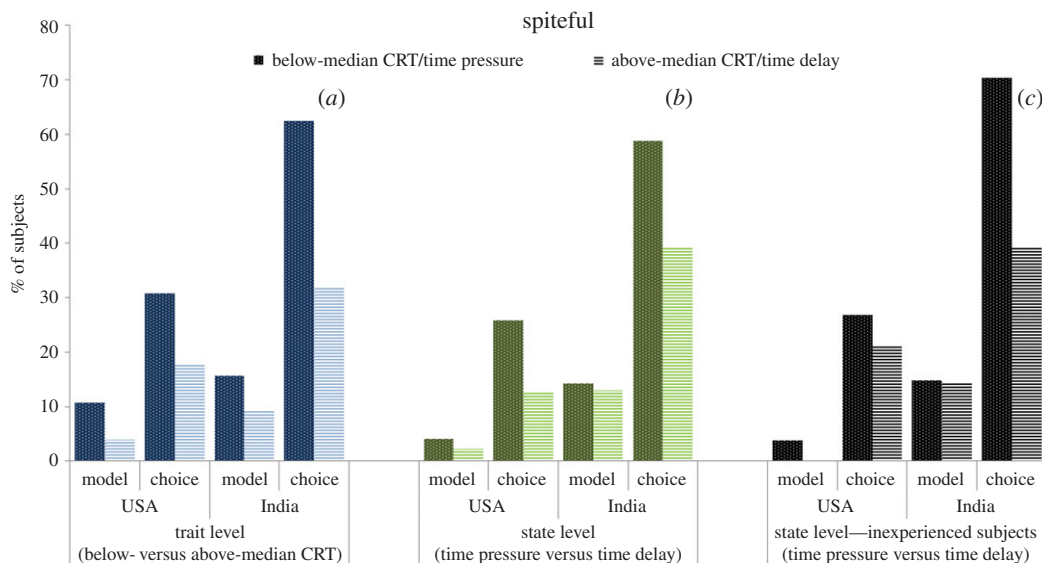 spiteful
below-median CRT/time pressure above-median CRT/time delay
(a) (b) (c)
% of subjects
80
70
60
50
40
30
20
10
0
model choice model choice model choice model choice model choice model choice
USA India USA India USA India
trait level state level state level—inexperienced subjects
(below- versus above-median CRT) (time pressure versus time delay) (time pressure versus time delay)